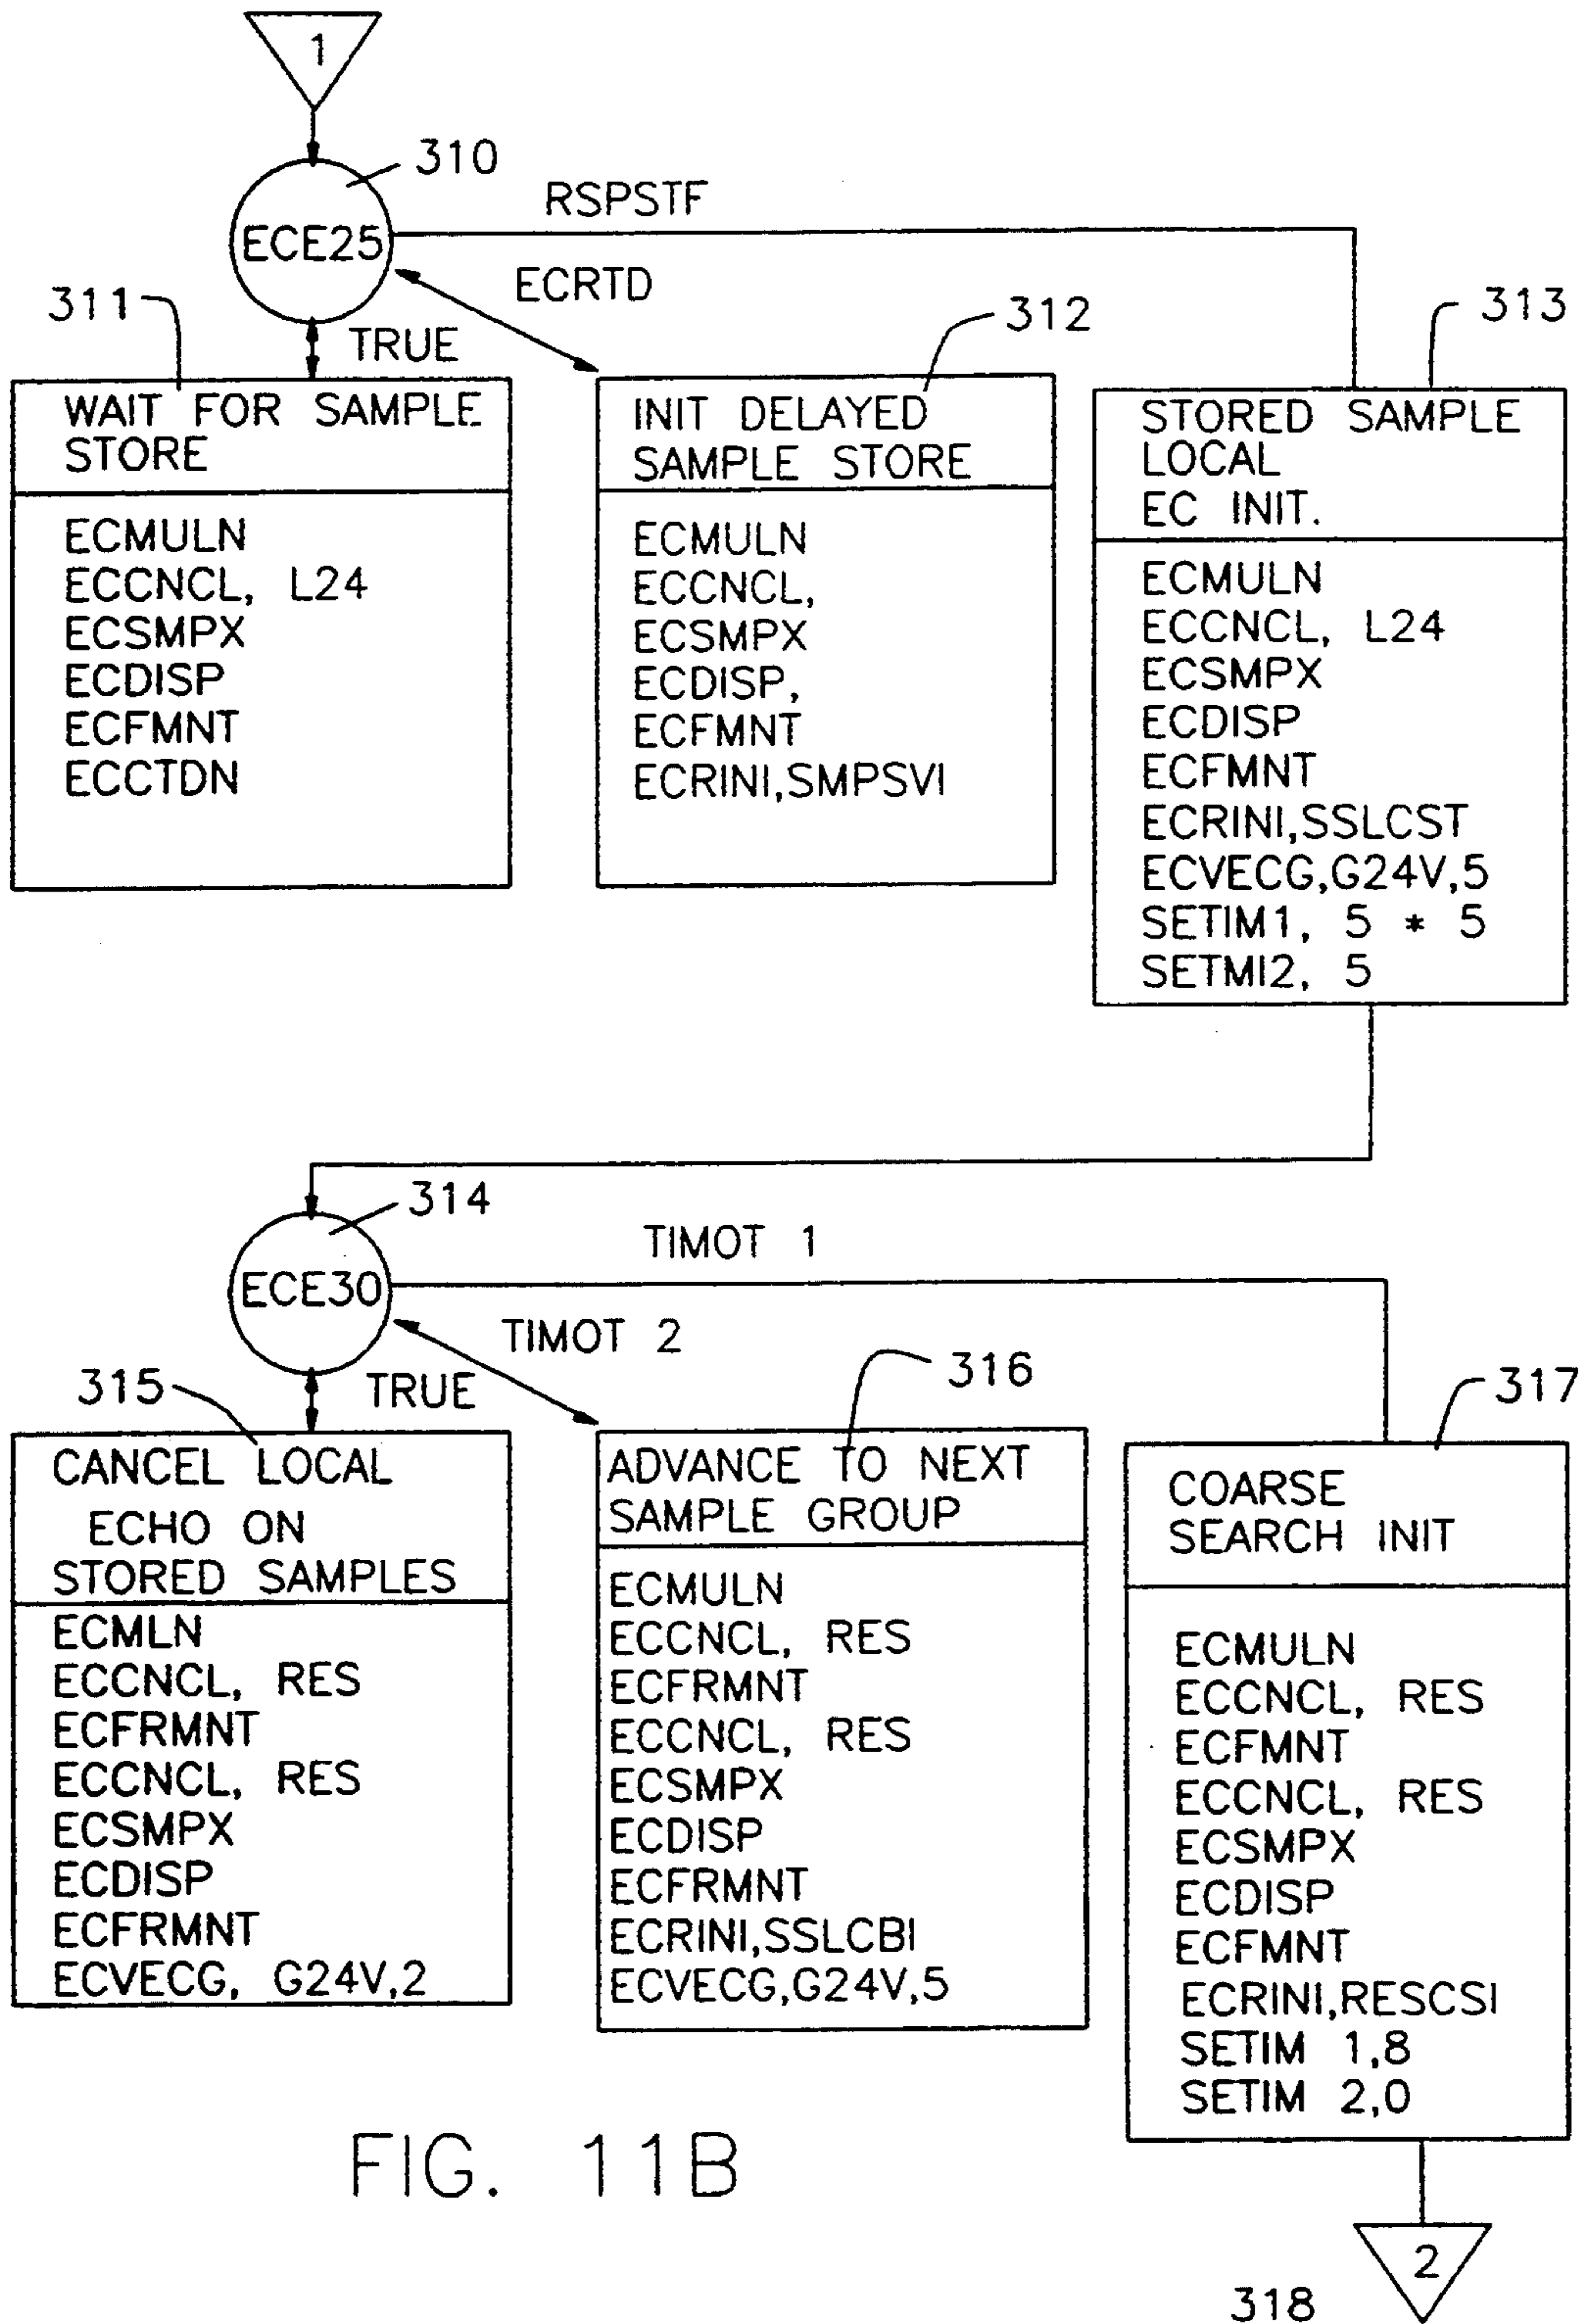 1
310
ECE25
RSPSTF
ECRTD
TRUE
311
WAIT FOR SAMPLE
STORE
ECMULN
ECCNCL, L24
ECSMPX
ECDISP
ECFMNT
ECCTDN
312
INIT DELAYED
SAMPLE STORE
ECMULN
ECCNCL,
ECSMPX
ECDISP,
ECFMNT
ECRINI,SMPSVI
313
STORED SAMPLE
LOCAL
EC INIT.
ECMULN
ECCNCL, L24
ECSMPX
ECDISP
ECFMNT
ECRINI,SSLCST
ECVECG,G24V,5
SETIM1, 5 * 5
SETMI2, 5
314
ECE30
TIMOT 1
TIMOT 2
TRUE
315
CANCEL LOCAL
ECHO ON
STORED SAMPLES
ECMLN
ECCNCL, RES
ECFRMNT
ECCNCL, RES
ECSMPX
ECDISP
ECFRMNT
ECVECG, G24V,2
316
ADVANCE TO NEXT
SAMPLE GROUP
ECMULN
ECCNCL, RES
ECFRMNT
ECCNCL, RES
ECSMPX
ECDISP
ECFRMNT
ECRINI,SSLCBI
ECVECG,G24V,5
317
COARSE
SEARCH INIT
ECMULN
ECCNCL, RES
ECFMNT
ECCNCL, RES
ECSMPX
ECDISP
ECFMNT
ECRINI,RESCSI
SETIM 1,8
SETIM 2,0
FIG. 11B
2
318